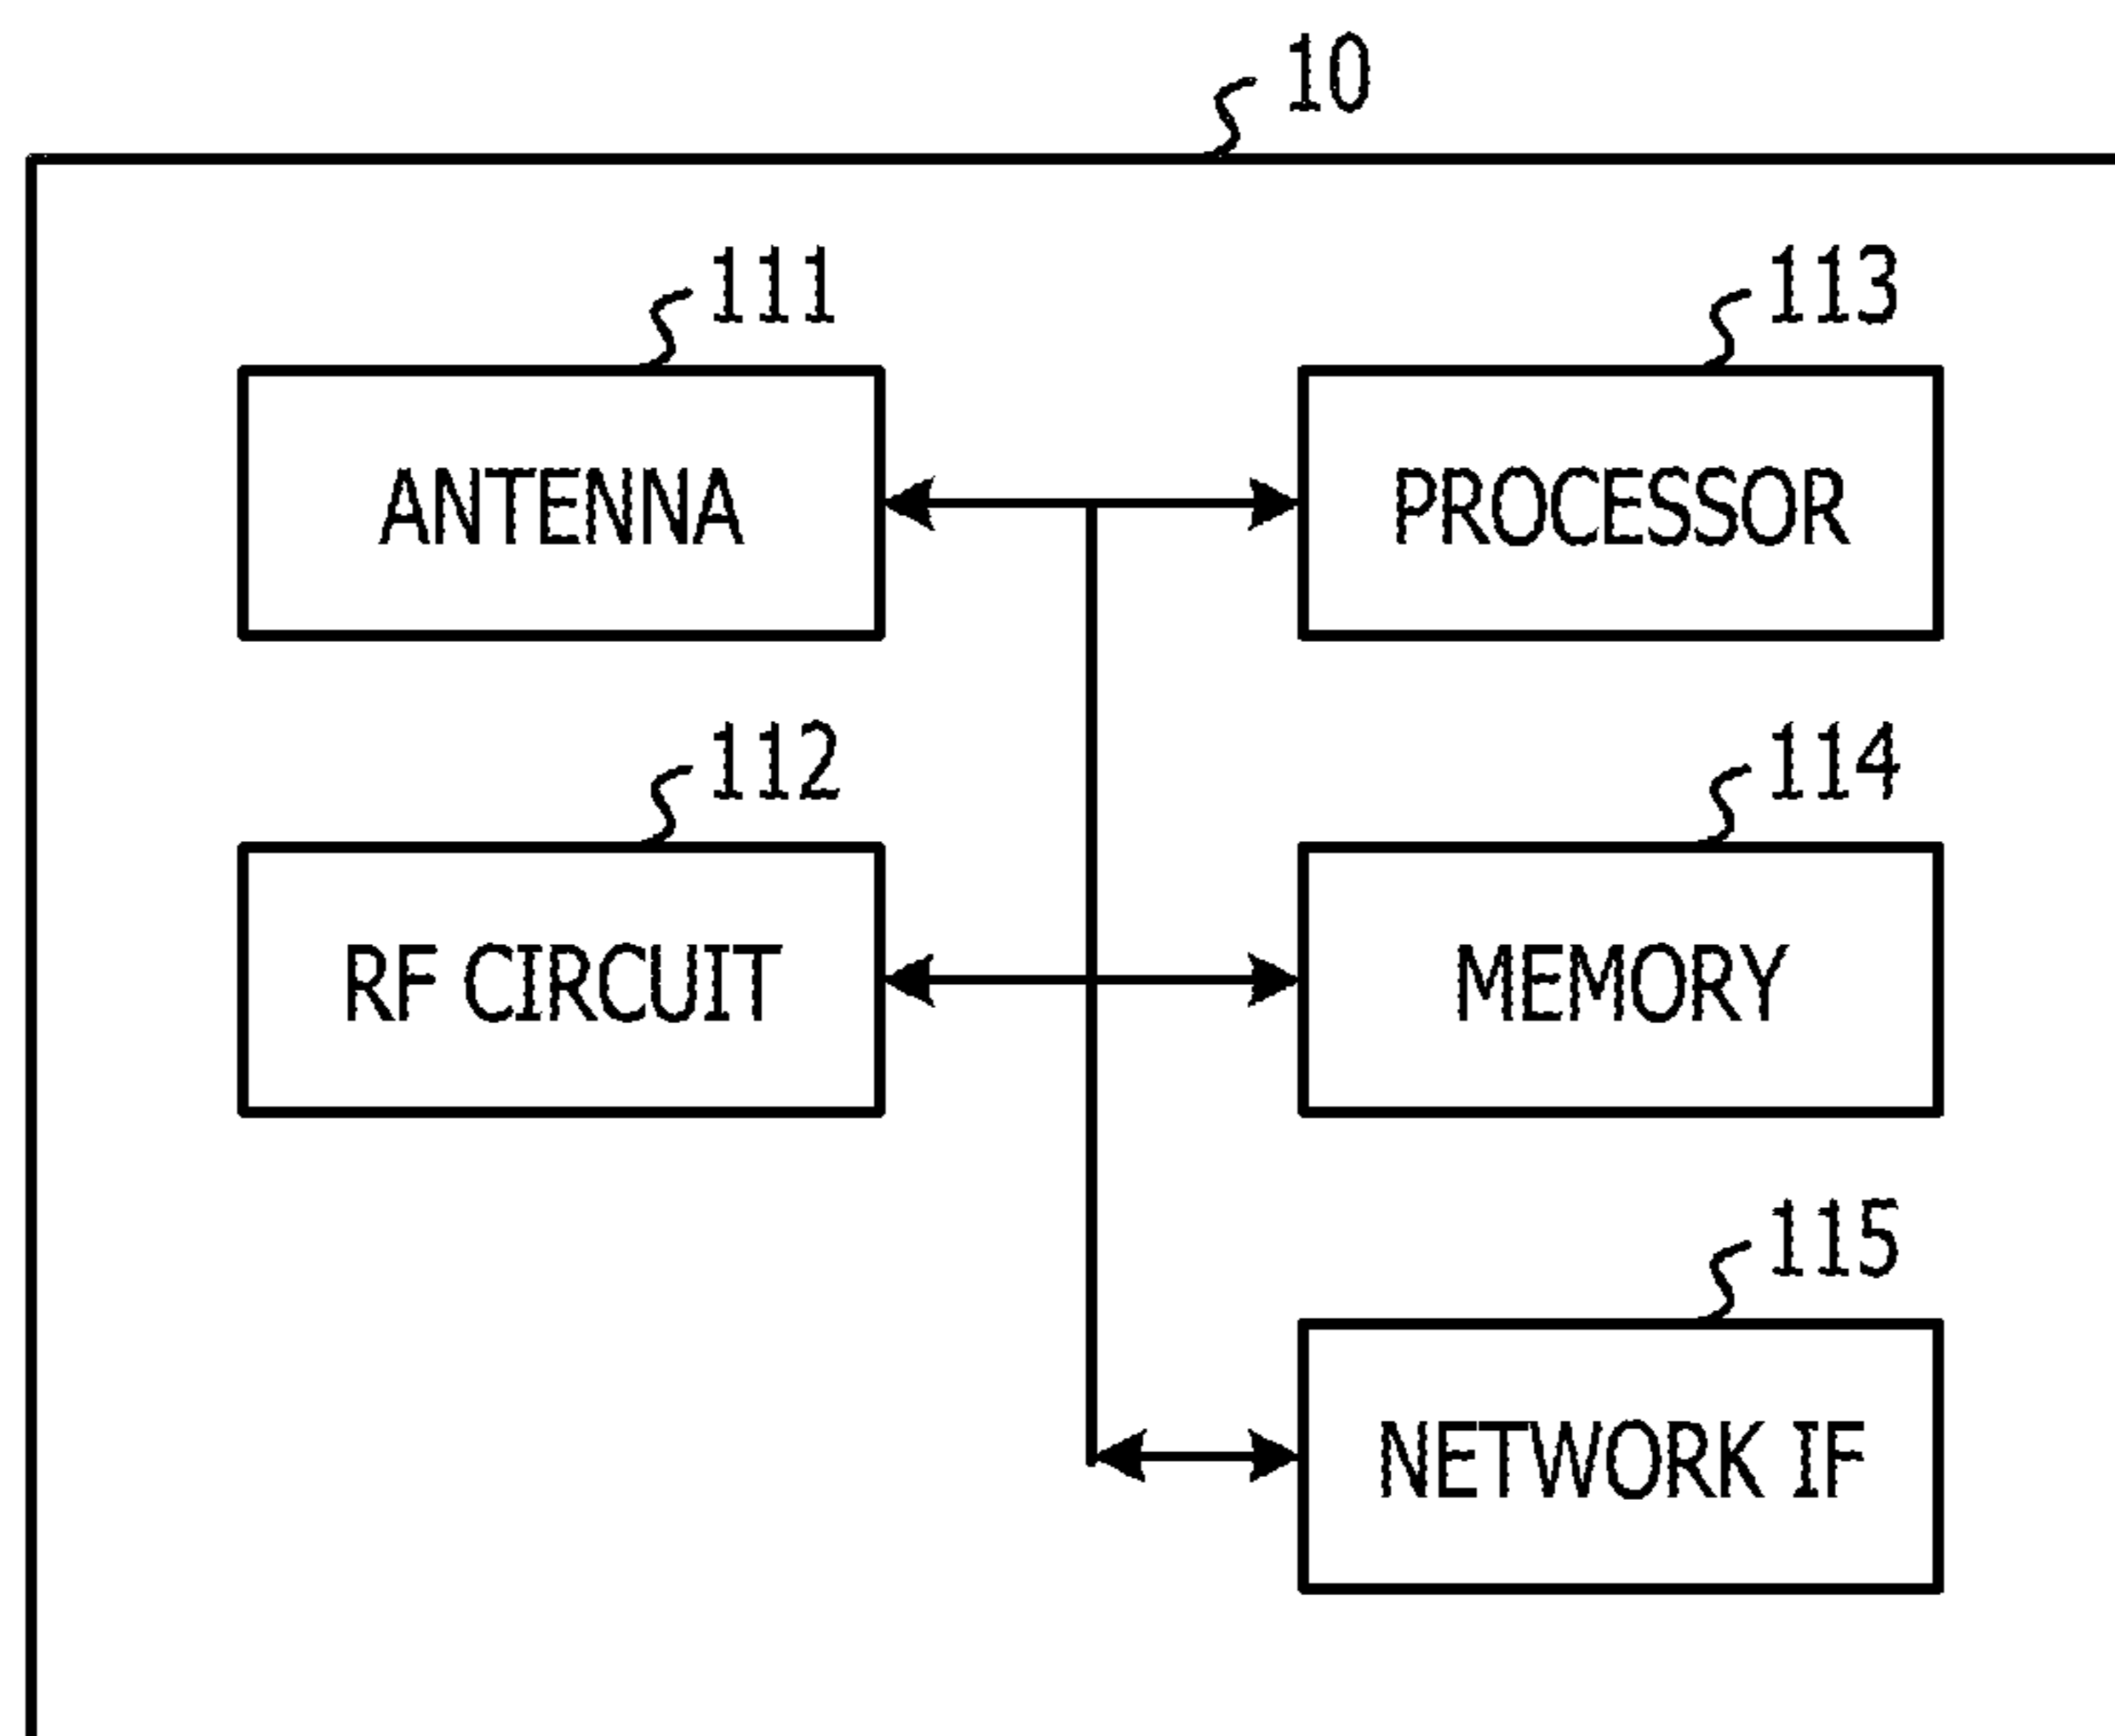 10
111
113
ANTENNA
PROCESSOR
112
114
RF CIRCUIT
MEMORY
115
NETWORK IF